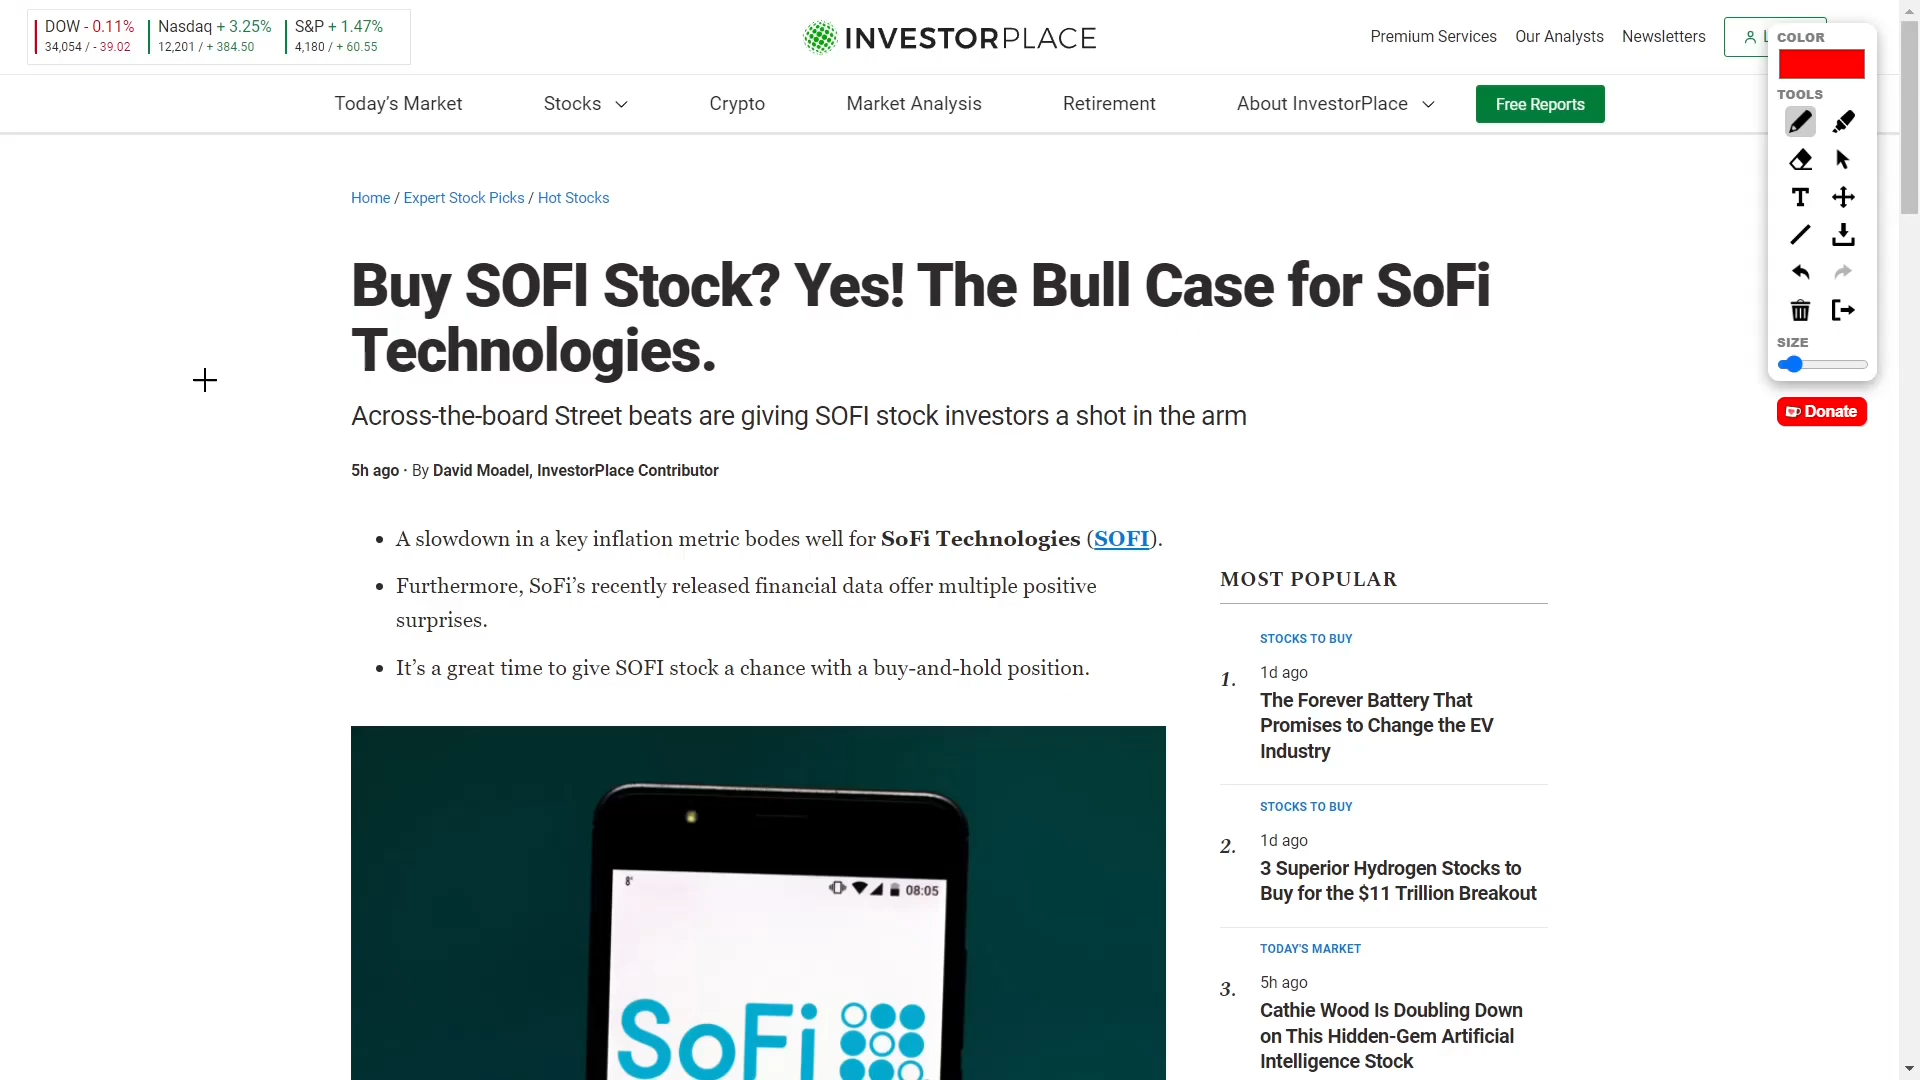 DOW - 0.11%
34,054 / - 39.02
Nasdaq + 3.25%
12,201 / + 384.50
S&P + 1.47%
4,180 / + 60.55
INVESTORPLACE
Premium Services Our Analysts Newsletters
COLOR
TOOLS
SIZE
Donate
Today's Market Stocks Crypto Market Analysis Retirement About InvestorPlace Free Reports
Home / Expert Stock Picks / Hot Stocks
Buy SOFI Stock? Yes! The Bull Case for SoFi
Technologies.
Across-the-board Street beats are giving SOFI stock investors a shot in the arm
5h ago · By David Moadel, InvestorPlace Contributor
• A slowdown in a key inflation metric bodes well for SoFi Technologies (SOFI).
• Furthermore, SoFi's recently released financial data offer multiple positive
surprises.
• It's a great time to give SOFI stock a chance with a buy-and-hold position.
8°
08:05
SoFi
MOST POPULAR
STOCKS TO BUY
1. 1d ago
The Forever Battery That
Promises to Change the EV
Industry
STOCKS TO BUY
2. 1d ago
3 Superior Hydrogen Stocks to
Buy for the $11 Trillion Breakout
TODAY'S MARKET
3. 5h ago
Cathie Wood Is Doubling Down
on This Hidden-Gem Artificial
Intelligence Stock